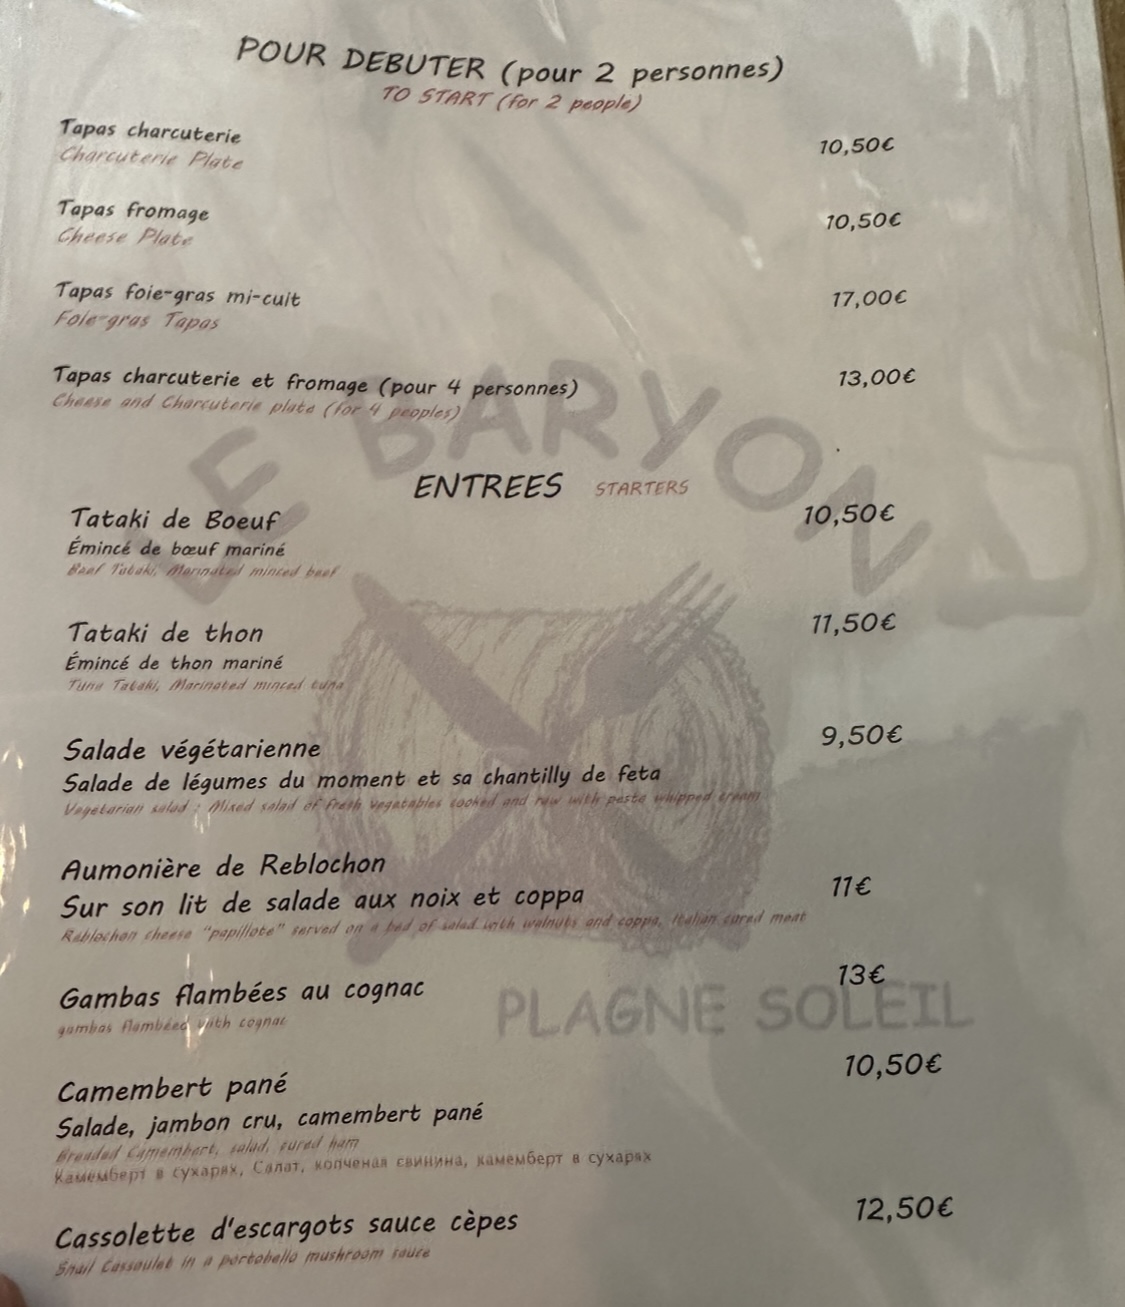 POUR DEBUTER (pour 2 personnes)
TO START (for 2 people)
Tapas charcuterie 10,50€
Charcuterie Plate
Tapas fromage 10,50€
Cheese Plate
Tapas foie-gras mi-cuit 17,00€
Foie-gras Tapas
Tapas charcuterie et fromage (pour 4 personnes) 13,00€
Cheese and Charcuterie plate (for 4 peoples)
LE BARYON
ENTREES STARTERS
Tataki de Boeuf 10,50€
Émincé de bœuf mariné
Beef Tataki, Marinated minced beef
Tataki de thon 11,50€
Émincé de thon mariné
Tuna Tataki, Marinated minced tuna
Salade végétarienne 9,50€
Salade de légumes du moment et sa chantilly de feta
Vegetarian salad : Mixed salad of fresh vegatables cooked and raw with pesto whipped cream
Aumonière de Reblochon
Sur son lit de salade aux noix et coppa 11€
Reblochon cheese "papillote" served on a bed of salad with walnuts and coppa, Italian cured meat
Gambas flambées au cognac 13€
gambas flambéed with cognac
PLAGNE SOLEIL
Camembert pané 10,50€
Salade, jambon cru, camembert pané
Breaded Camembert, salad, cured ham
Камемберт в сухарях, Салат, копченая свинина, камемберт в сухарях
Cassolette d'escargots sauce cèpes 12,50€
Snail Cassoulet in a portobello mushroom sauce